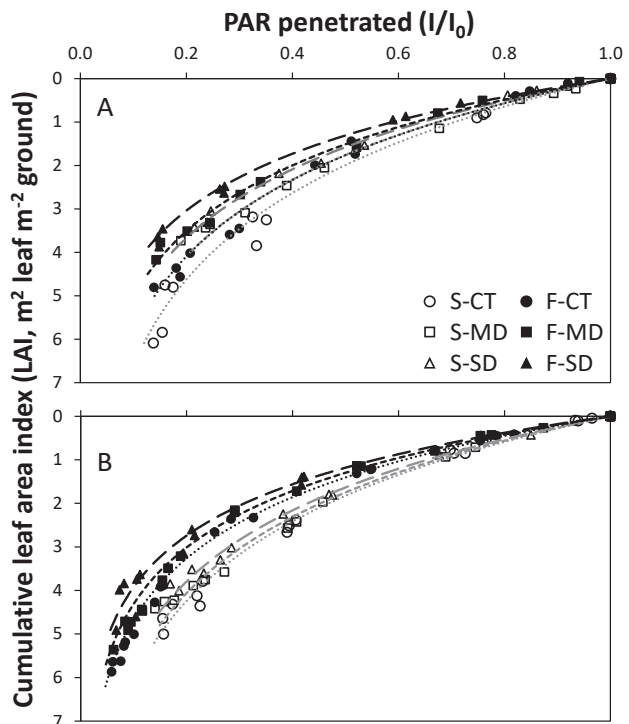 PAR penetrated (I/I₀)
0.0 0.2 0.4 0.6 0.8 1.0
Cumulative leaf area index (LAI, m² leaf m⁻² ground)
0
1
2
3
4
5
6
7
A
S-CT F-CT
S-MD F-MD
S-SD F-SD
0
1
2
3
4
5
6
7
B